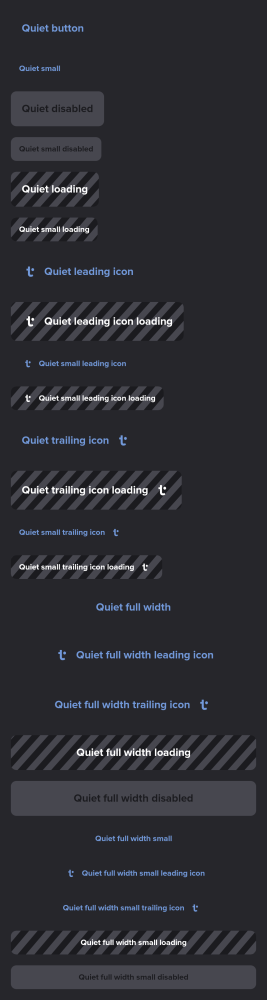 Quiet button
Quiet small
Quiet disabled
Quiet small disabled
Quiet loading
Quiet small loading
Quiet leading icon
Quiet leading icon loading
Quiet small leading icon
Quiet small leading icon loading
Quiet trailing icon
Quiet trailing icon loading
Quiet small trailing icon
Quiet small trailing icon loading
Quiet full width
Quiet full width leading icon
Quiet full width trailing icon
Quiet full width loading
Quiet full width disabled
Quiet full width small
Quiet full width small leading icon
Quiet full width small trailing icon
Quiet full width small loading
Quiet full width small disabled